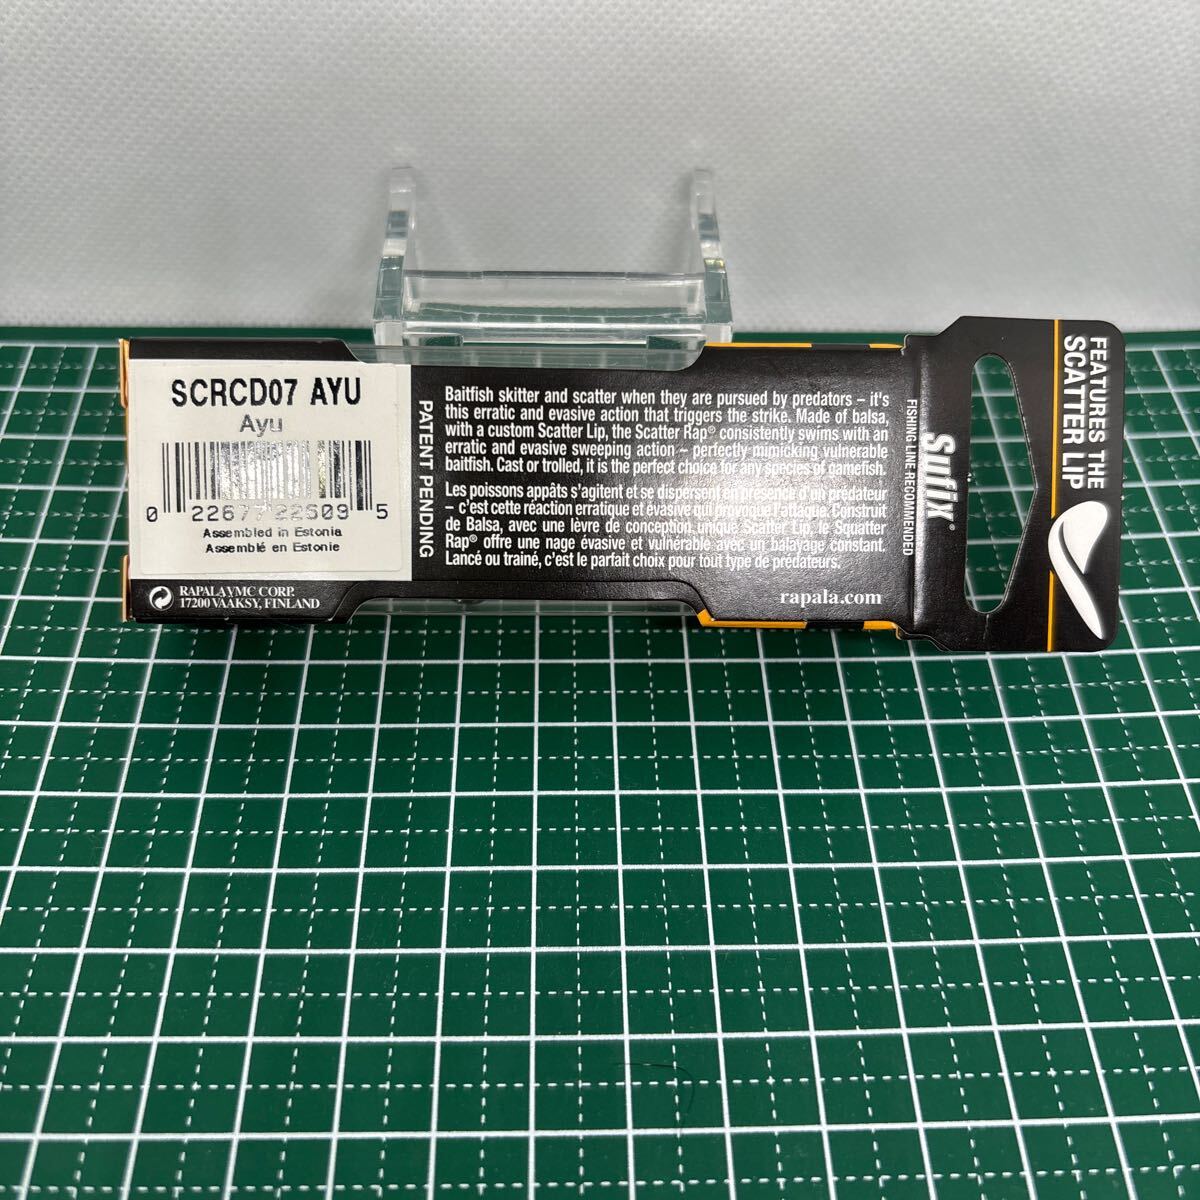 SCRCD07 AYU
Ayu
0 22677 22509 5
Assembled in Estonia
Assemblé en Estonie
RAPALA VMC CORP.
17200 VÄÄKSY, FINLAND
PATENT PENDING
Baitfish skitter and scatter when they are pursued by predators – it's
this erratic and evasive action that triggers the strike. Made of balsa,
with a custom Scatter Lip, the Scatter Rap® consistently swims with an
erratic and evasive sweeping action – perfectly mimicking vulnerable
baitfish. Cast or trolled, it is the perfect choice for any species of gamefish.
Les poissons appâts s'agitent et se dispersent en présence d'un prédateur
– c'est cette réaction erratique et évasive qui provoque l'attaque. Construit
de Balsa, avec une lèvre de conception unique Scatter Lip, le Squatter
Rap® offre une nage évasive et vulnérable avec un balayage constant.
Lancé ou trainé, c'est le parfait choix pour tout type de prédateurs.
rapala.com
Sufix®
FISHING LINE RECOMMENDED
FEATURES THE
SCATTER LIP